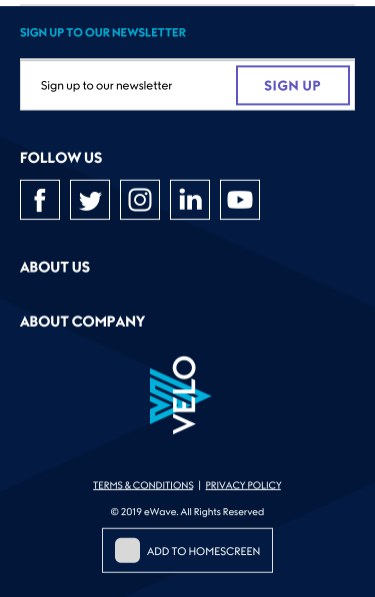 SIGN UP TO OUR NEWSLETTER
Sign up to our newsletter
SIGN UP
FOLLOW US
ABOUT US
ABOUT COMPANY
VELO
TERMS & CONDITIONS | PRIVACY POLICY
© 2019 eWave. All Rights Reserved
ADD TO HOMESCREEN